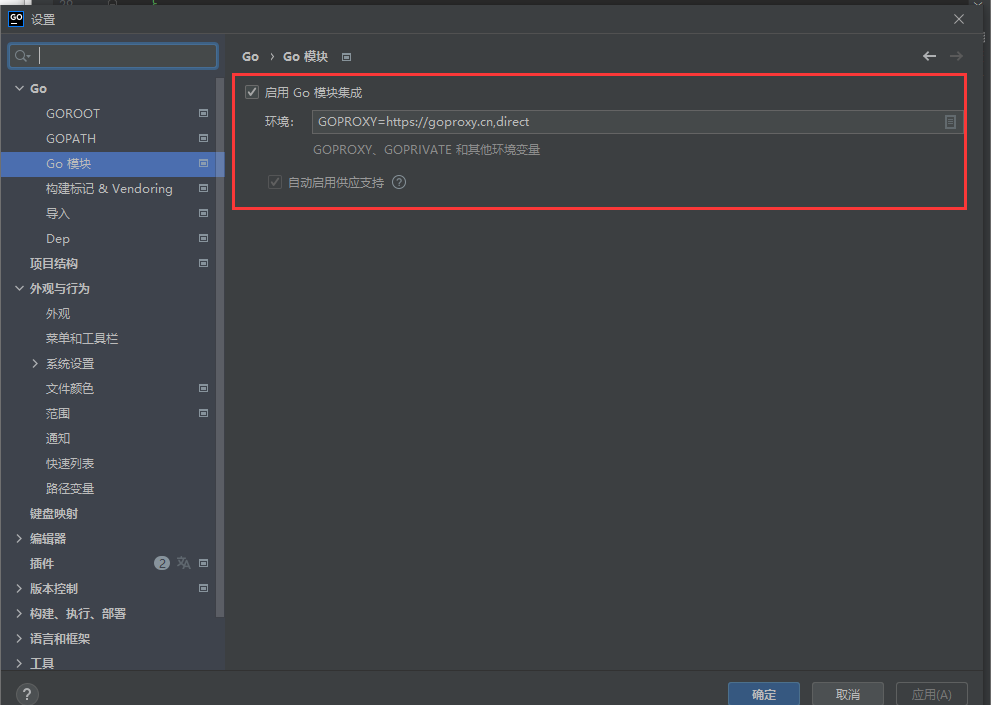 GO 设置
Go › Go 模块
Go
GOROOT
GOPATH
Go 模块
构建标记 & Vendoring
导入
Dep
项目结构
外观与行为
外观
菜单和工具栏
系统设置
文件颜色
范围
通知
快速列表
路径变量
键盘映射
编辑器
插件 2
版本控制
构建、执行、部署
语言和框架
工具
启用 Go 模块集成
环境: GOPROXY=https://goproxy.cn,direct
GOPROXY、GOPRIVATE 和其他环境变量
自动启用供应支持 ?
?
确定 取消 应用(A)